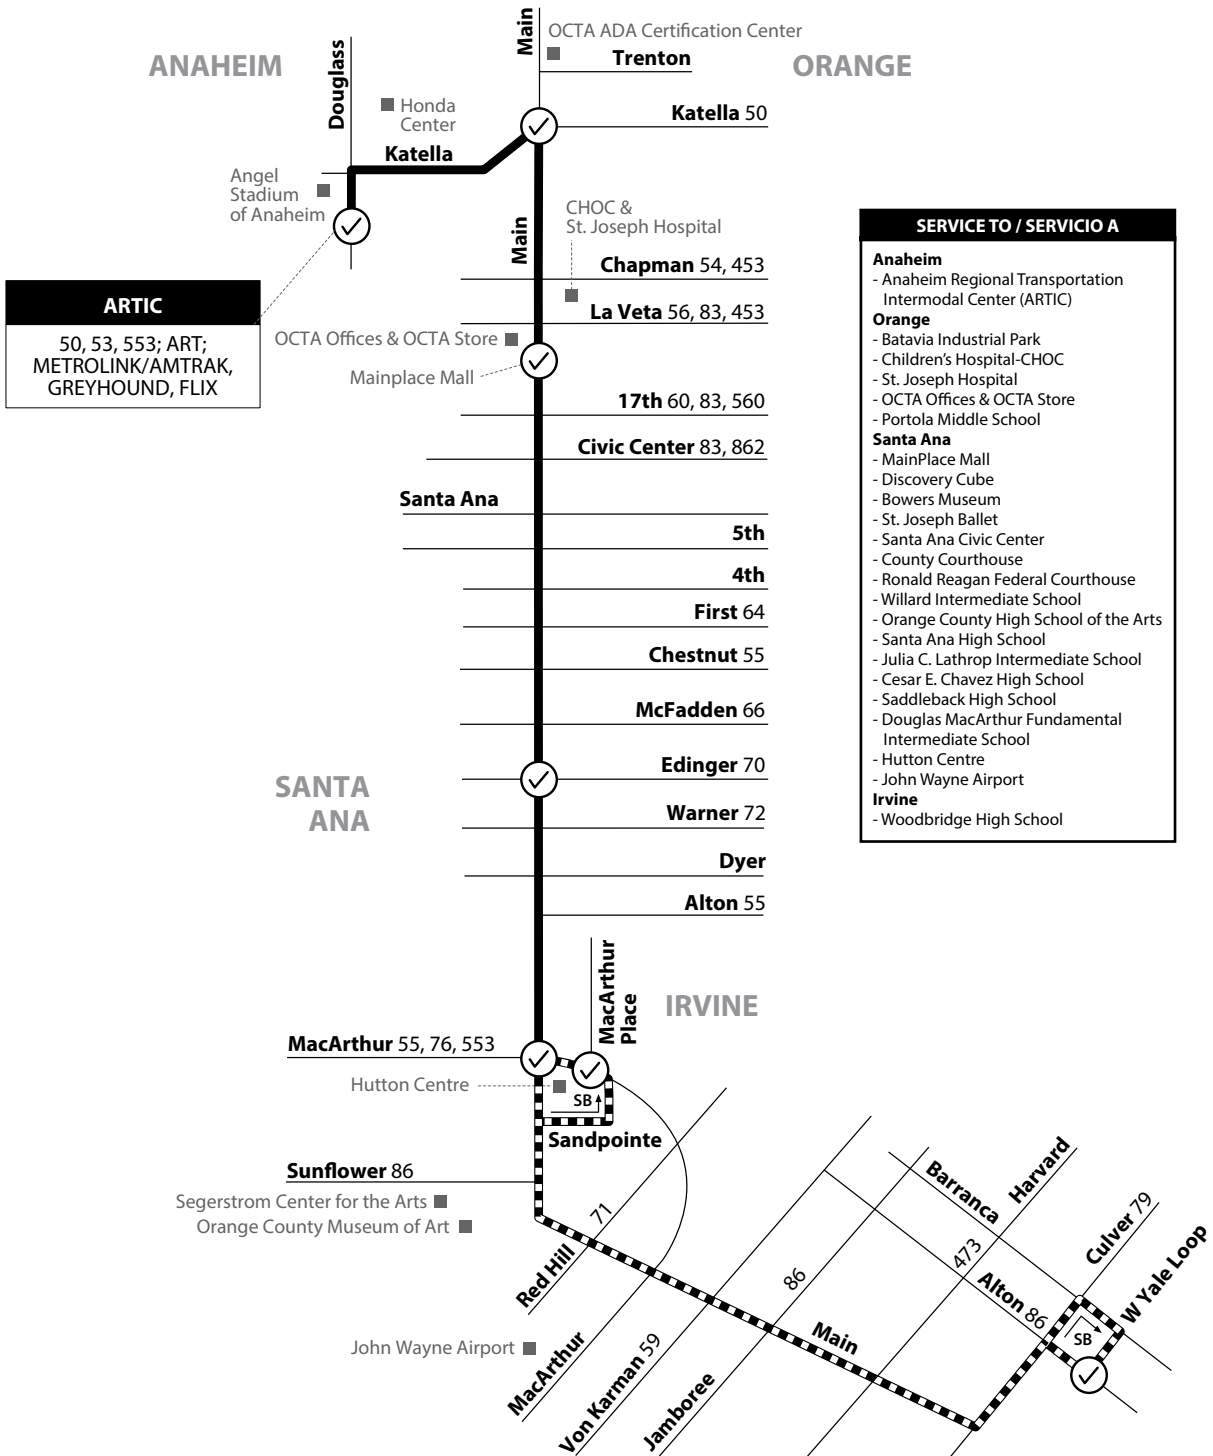 Main
OCTA ADA Certification Center
Trenton
ANAHEIM
ORANGE
Douglass
Honda
Center
Katella 50
Katella
Angel
Stadium
of Anaheim
Main
CHOC &
St. Joseph Hospital
Chapman 54, 453
ARTIC
50, 53, 553; ART;
METROLINK/AMTRAK,
GREYHOUND, FLIX
La Veta 56, 83, 453
OCTA Offices & OCTA Store
Mainplace Mall
17th 60, 83, 560
Civic Center 83, 862
Santa Ana
5th
4th
First 64
Chestnut 55
McFadden 66
Edinger 70
SANTA
ANA
Warner 72
Dyer
Alton 55
MacArthur
Place
IRVINE
MacArthur 55, 76, 553
Hutton Centre
SB
Sandpointe
Sunflower 86
Segerstrom Center for the Arts
Orange County Museum of Art
Red Hill
71
John Wayne Airport
MacArthur
Von Karman 59
Jamboree
86
Main
Barranca
Harvard
473
Alton 86
Culver 79
W Yale Loop
SB
SERVICE TO / SERVICIO A
Anaheim
- Anaheim Regional Transportation
Intermodal Center (ARTIC)
Orange
- Batavia Industrial Park
- Children's Hospital-CHOC
- St. Joseph Hospital
- OCTA Offices & OCTA Store
- Portola Middle School
Santa Ana
- MainPlace Mall
- Discovery Cube
- Bowers Museum
- St. Joseph Ballet
- Santa Ana Civic Center
- County Courthouse
- Ronald Reagan Federal Courthouse
- Willard Intermediate School
- Orange County High School of the Arts
- Santa Ana High School
- Julia C. Lathrop Intermediate School
- Cesar E. Chavez High School
- Saddleback High School
- Douglas MacArthur Fundamental
Intermediate School
- Hutton Centre
- John Wayne Airport
Irvine
- Woodbridge High School